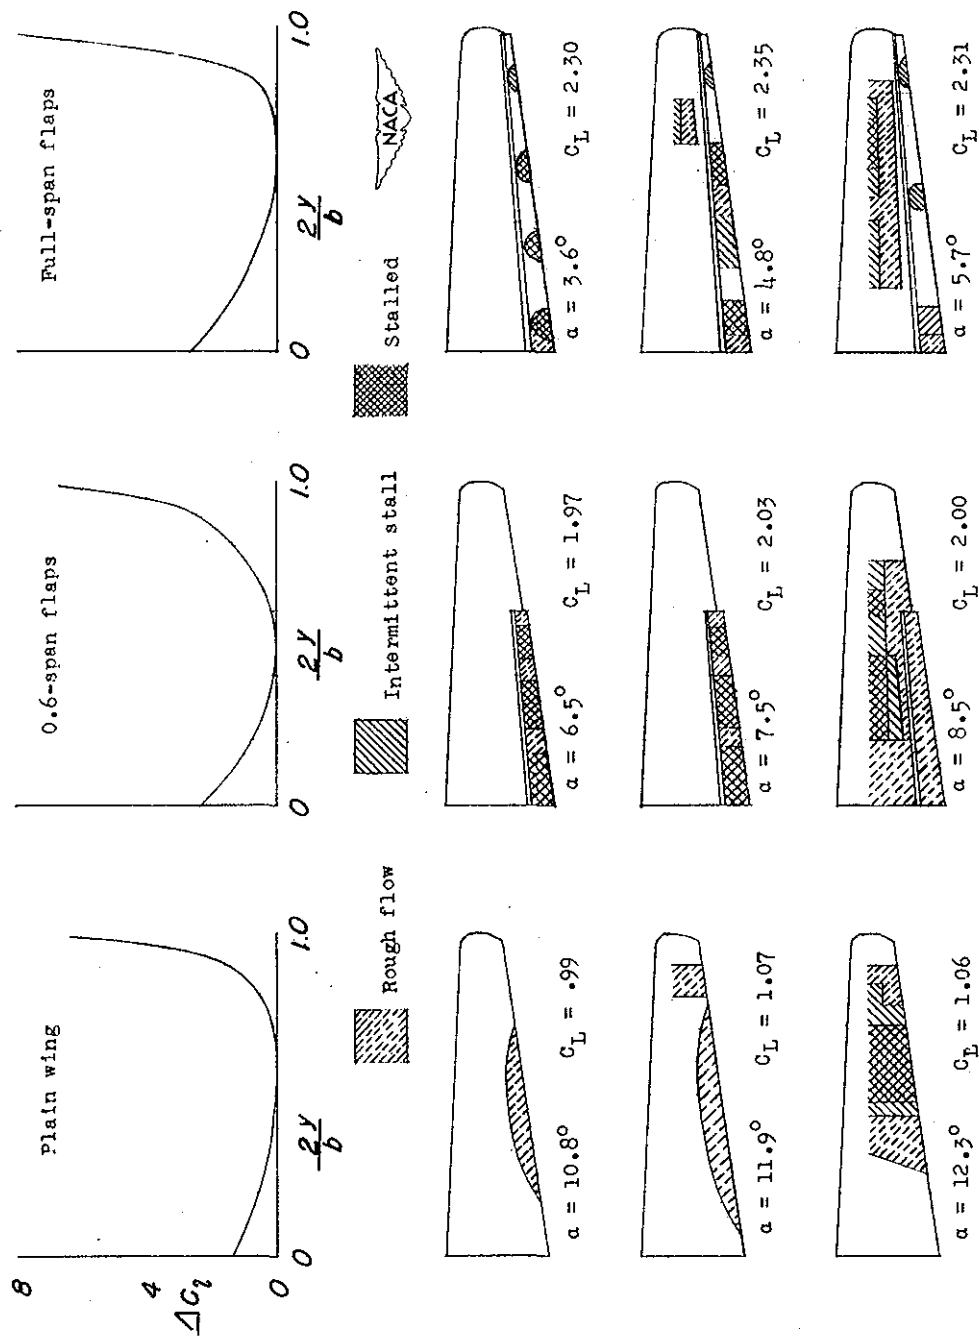 Plain wing
8
4
0
ΔC_l
0
2y/b
1.0
0.6-span flaps
0
2y/b
1.0
Full-span flaps
0
2y/b
1.0
Rough flow
Intermittent stall
Stalled
NACA
α = 10.8° C_L = .99
α = 6.5° C_L = 1.97
α = 3.6° C_L = 2.30
α = 11.9° C_L = 1.07
α = 7.5° C_L = 2.03
α = 4.8° C_L = 2.35
α = 12.3° C_L = 1.06
α = 8.5° C_L = 2.00
α = 5.7° C_L = 2.31